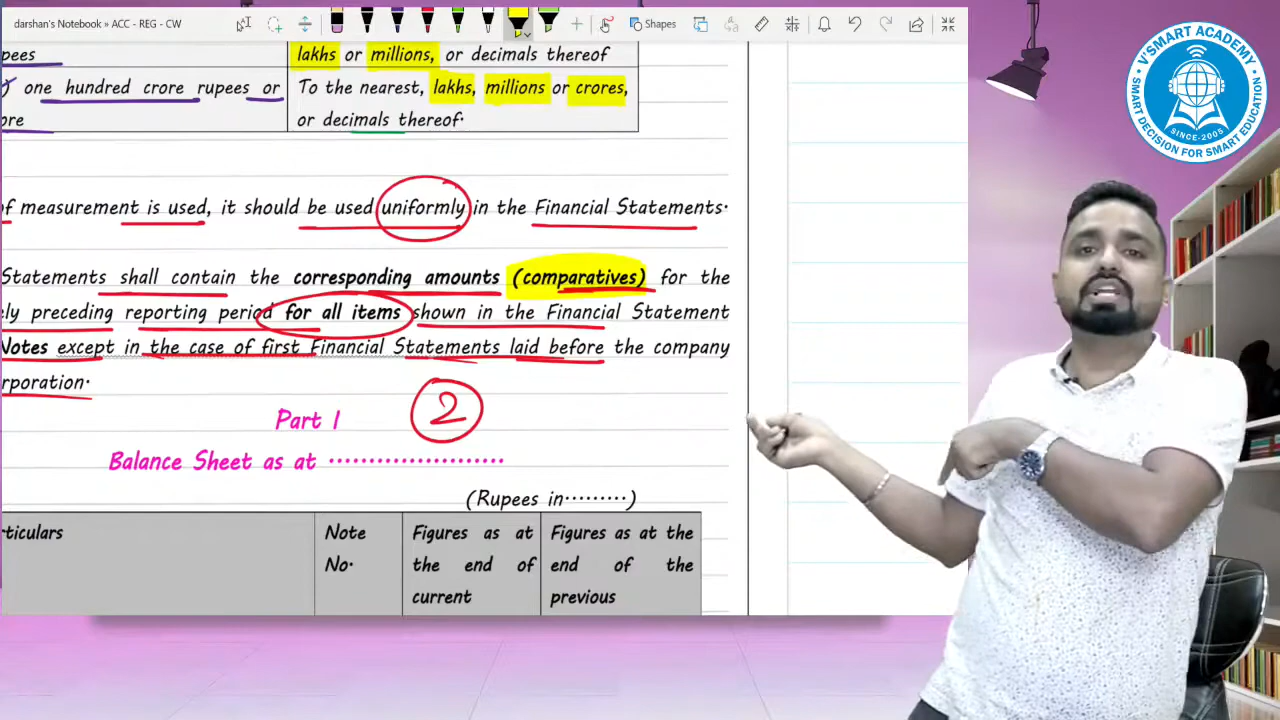 darshan's Notebook » ACC - REG - CW
Shapes
pees
lakhs or millions, or decimals thereof
one hundred crore rupees or
ore
To the nearest, lakhs, millions or crores,
or decimals thereof.
of measurement is used, it should be used uniformly in the Financial Statements.
Statements shall contain the corresponding amounts (comparatives) for the
ly preceding reporting period for all items shown in the Financial Statement
Notes except in the case of first Financial Statements laid before the company
rporation.
Part I
2
Balance Sheet as at ......................
(Rupees in.........)
rticulars
Note
No.
Figures as at
the end of
current
Figures as at the
end of the
previous
V'SMART ACADEMY
SINCE-2005
SMART DECISION FOR SMART EDUCATION